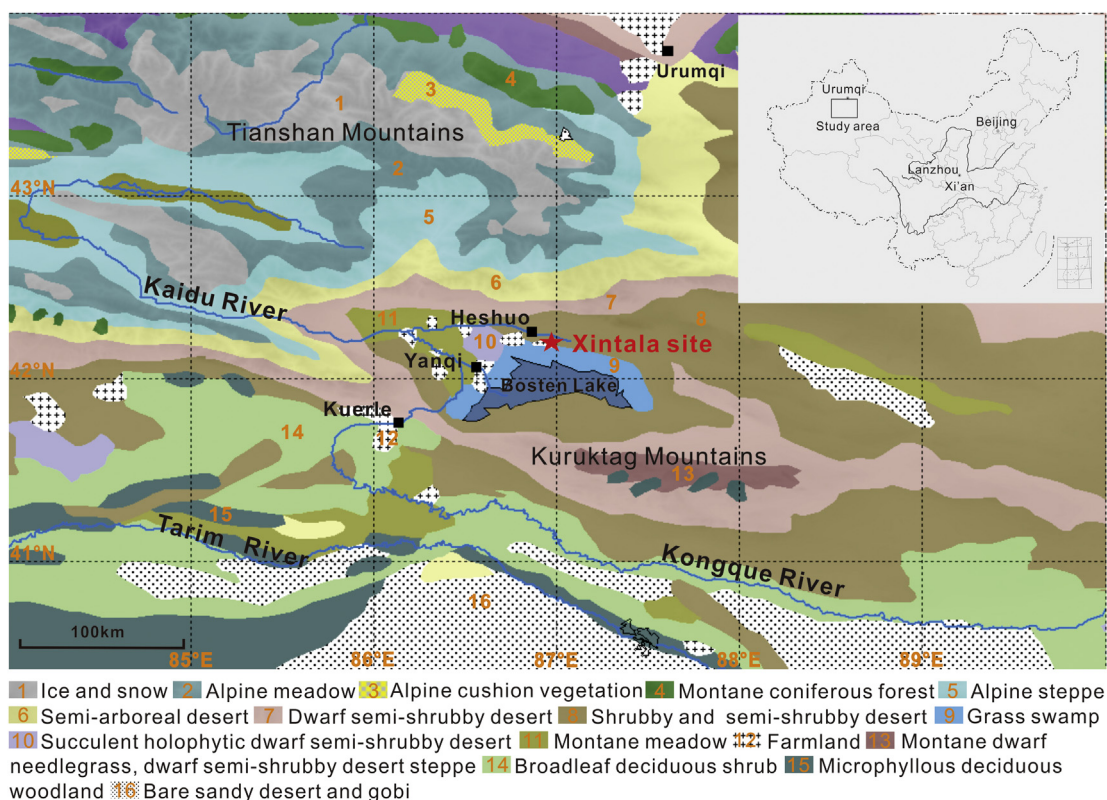 Urumqi
Urumqi
Study area
Beijing
Lanzhou
Xi'an
3
4
1
Tianshan Mountains
2
43°N
5
6
Kaidu River
7
11
Heshuo
8
10
Xintala site
Yanqi
9
42°N
Bosten Lake
Kuerle
14
12
Kuruktag Mountains
13
15
Tarim River
41°N
Kongque River
16
100km
85°E
86°E
87°E
88°E
89°E
1 Ice and snow 2 Alpine meadow 3 Alpine cushion vegetation 4 Montane coniferous forest 5 Alpine steppe
6 Semi-arboreal desert 7 Dwarf semi-shrubby desert 8 Shrubby and semi-shrubby desert 9 Grass swamp
10 Succulent holophytic dwarf semi-shrubby desert 11 Montane meadow 12 Farmland 13 Montane dwarf
needlegrass, dwarf semi-shrubby desert steppe 14 Broadleaf deciduous shrub 15 Microphyllous deciduous
woodland 16 Bare sandy desert and gobi